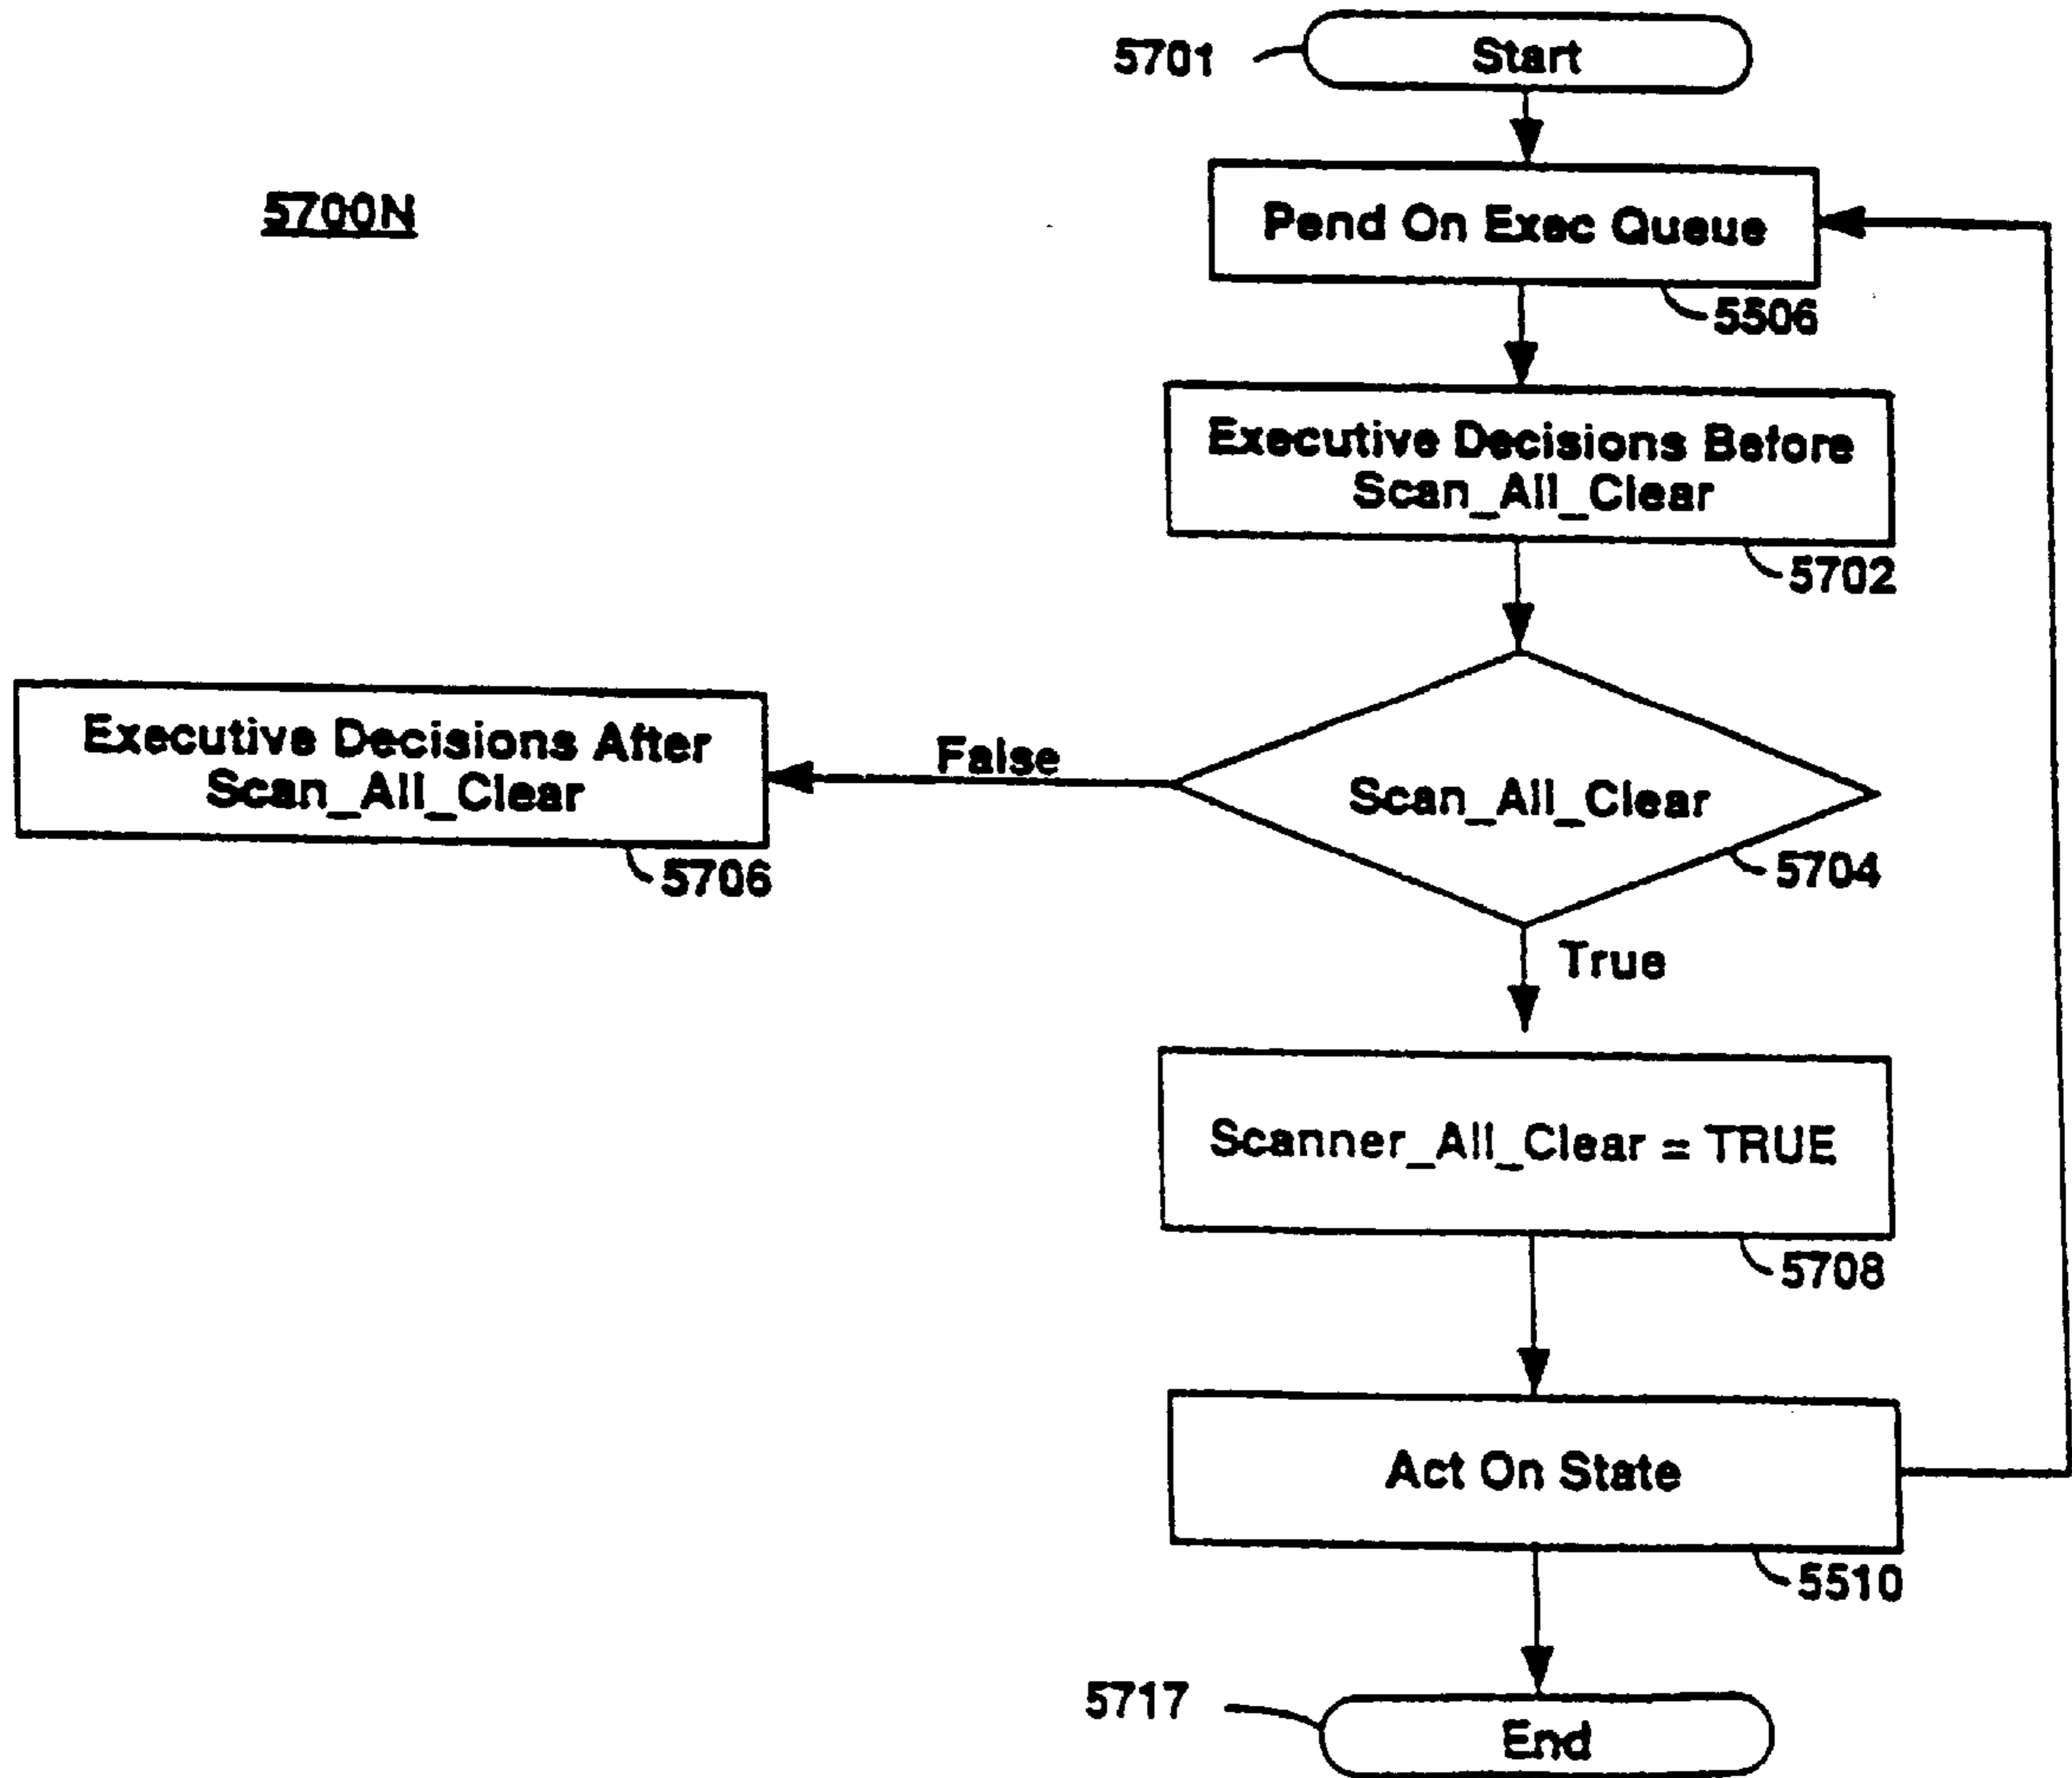 5701
Start
5700N
Pend On Exec Queue
5506
Executive Decisions Before
Scan_All_Clear
5702
Executive Decisions After
Scan_All_Clear
5706
False
Scan_All_Clear
5704
True
Scanner_All_Clear = TRUE
5708
Act On State
5510
5717
End